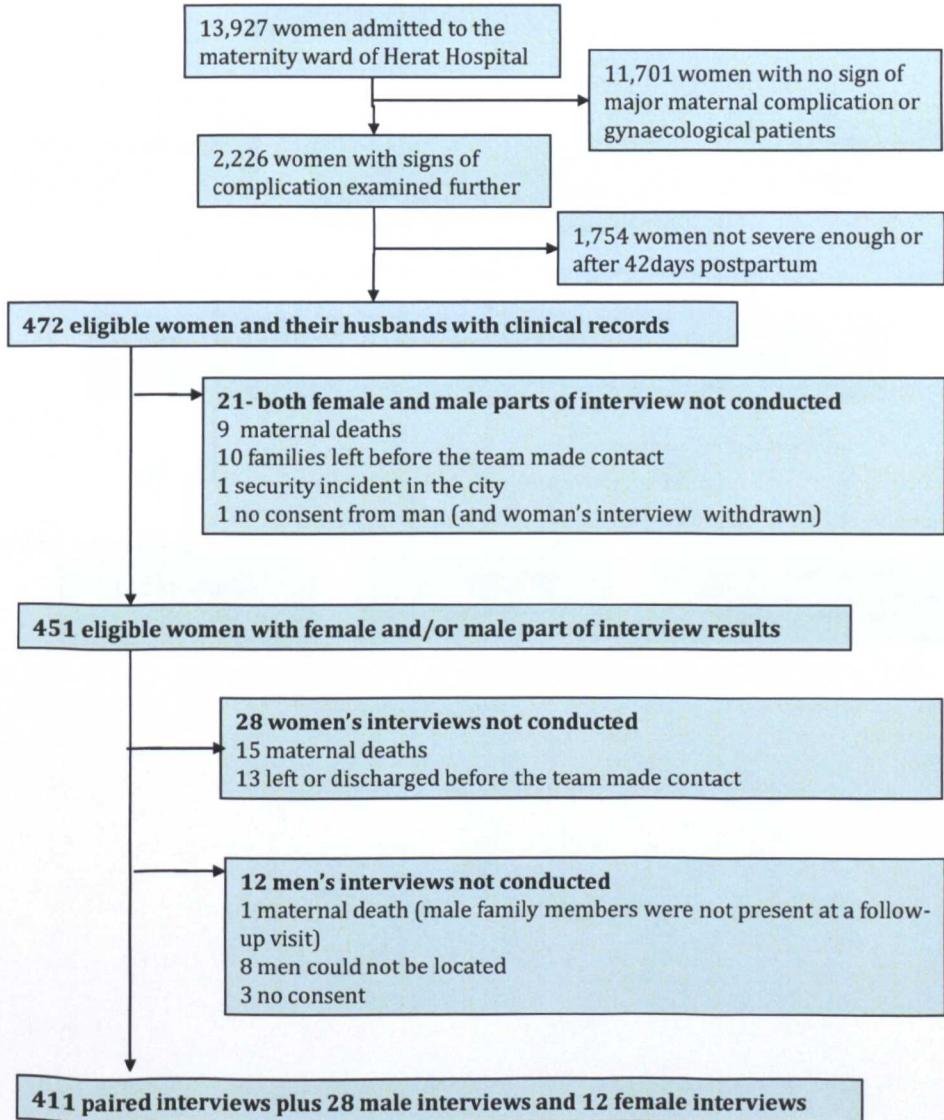 13,927 women admitted to the
maternity ward of Herat Hospital
11,701 women with no sign of
major maternal complication or
gynaecological patients
2,226 women with signs of
complication examined further
1,754 women not severe enough or
after 42days postpartum
472 eligible women and their husbands with clinical records
21- both female and male parts of interview not conducted
9 maternal deaths
10 families left before the team made contact
1 security incident in the city
1 no consent from man (and woman's interview withdrawn)
451 eligible women with female and/or male part of interview results
28 women's interviews not conducted
15 maternal deaths
13 left or discharged before the team made contact
12 men's interviews not conducted
1 maternal death (male family members were not present at a follow-
up visit)
8 men could not be located
3 no consent
411 paired interviews plus 28 male interviews and 12 female interviews